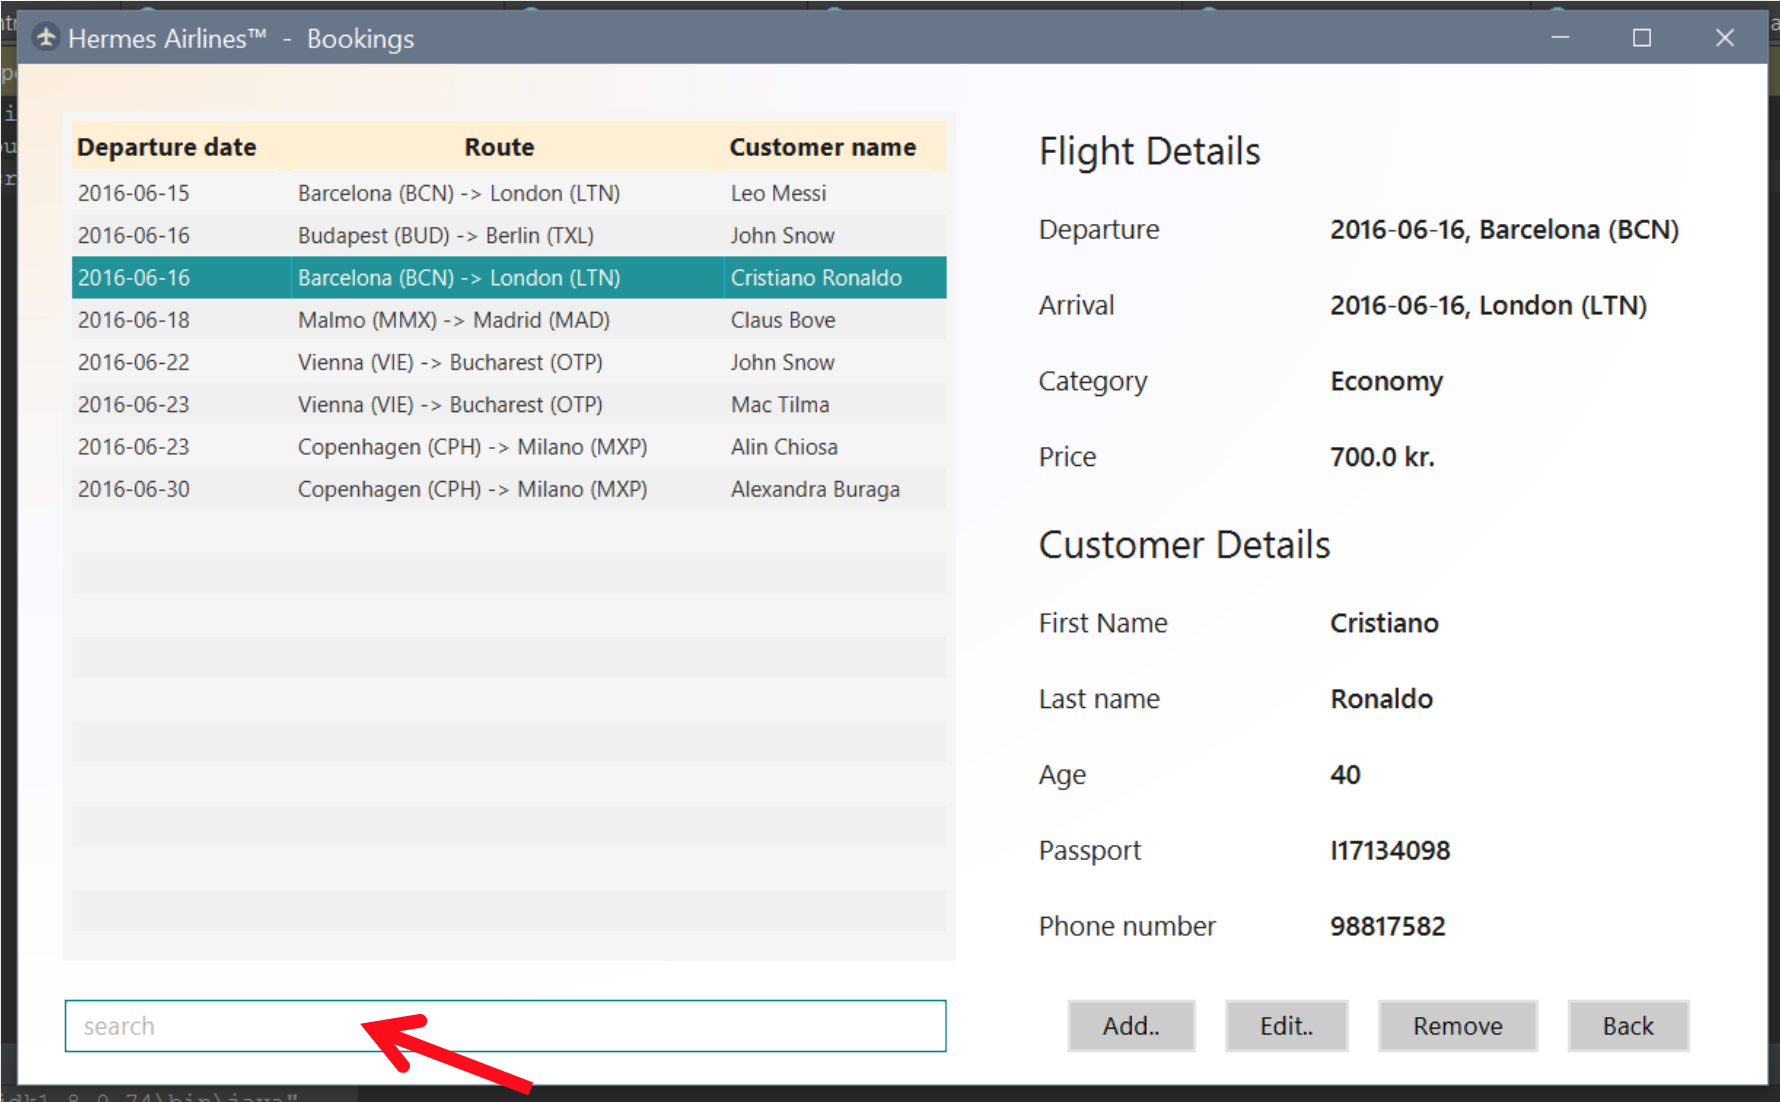 Hermes Airlines™ - Bookings
Departure date Route Customer name
2016-06-15 Barcelona (BCN) -> London (LTN) Leo Messi
2016-06-16 Budapest (BUD) -> Berlin (TXL) John Snow
2016-06-16 Barcelona (BCN) -> London (LTN) Cristiano Ronaldo
2016-06-18 Malmo (MMX) -> Madrid (MAD) Claus Bove
2016-06-22 Vienna (VIE) -> Bucharest (OTP) John Snow
2016-06-23 Vienna (VIE) -> Bucharest (OTP) Mac Tilma
2016-06-23 Copenhagen (CPH) -> Milano (MXP) Alin Chiosa
2016-06-30 Copenhagen (CPH) -> Milano (MXP) Alexandra Buraga
search
Flight Details
Departure 2016-06-16, Barcelona (BCN)
Arrival 2016-06-16, London (LTN)
Category Economy
Price 700.0 kr.
Customer Details
First Name Cristiano
Last name Ronaldo
Age 40
Passport I17134098
Phone number 98817582
Add.. Edit.. Remove Back